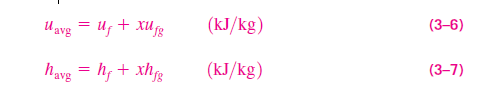 u_avg = u_f + xu_fg (kJ/kg) (3–6)
h_avg = h_f + xh_fg (kJ/kg) (3–7)